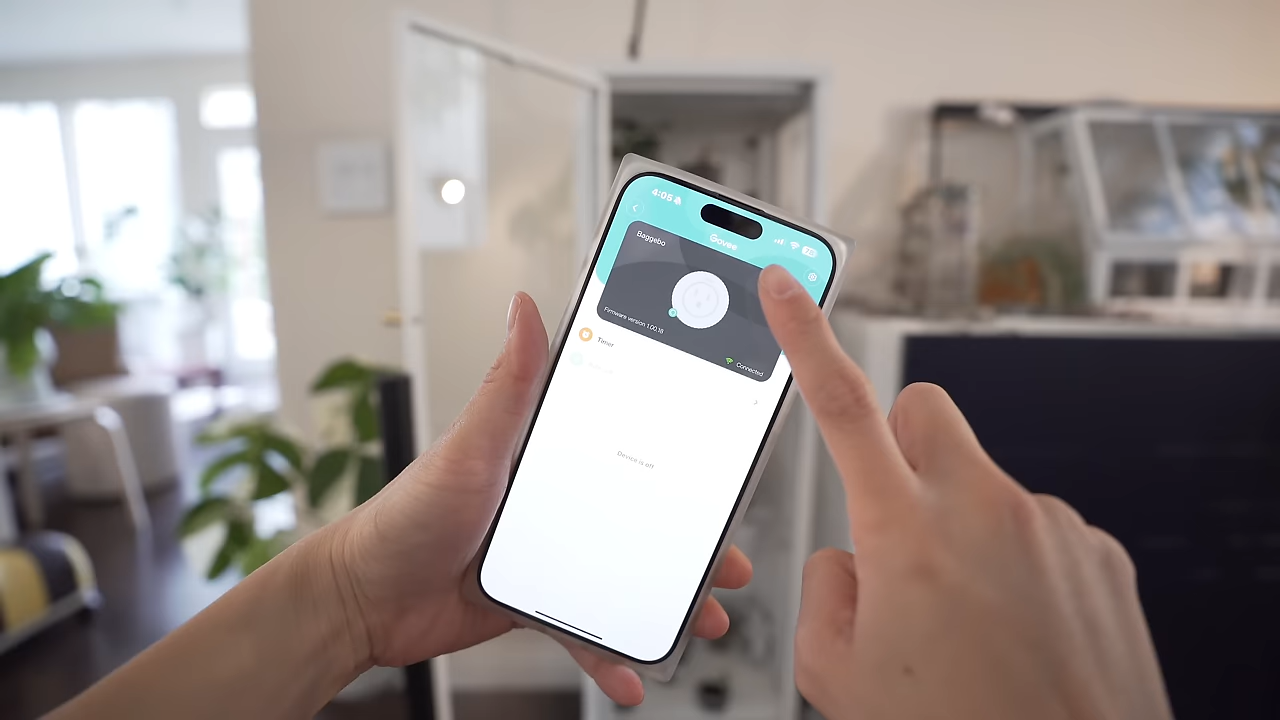 4:05
Govee
Baggebo
Firmware version 1.00.18
Connected
Timer
Device is off